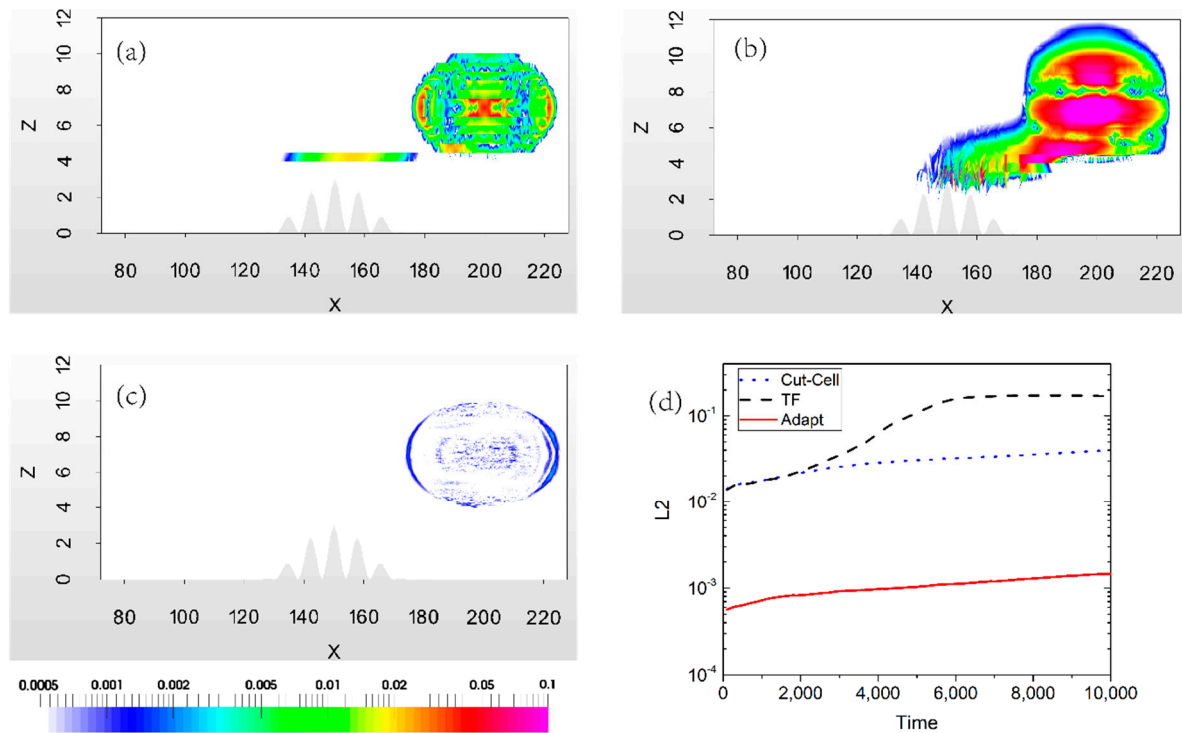 12
10
8
6
4
2
0
Z
(a)
80 100 120 140 160 180 200 220
X
12
10
8
6
4
2
0
Z
(b)
80 100 120 140 160 180 200 220
X
12
10
8
6
4
2
0
Z
(c)
80 100 120 140 160 180 200 220
X
0.0005 0.001 0.002 0.005 0.01 0.02 0.05 0.1
Cut-Cell
TF
Adapt
(d)
10⁻¹
10⁻²
10⁻³
10⁻⁴
L2
0 2,000 4,000 6,000 8,000 10,000
Time